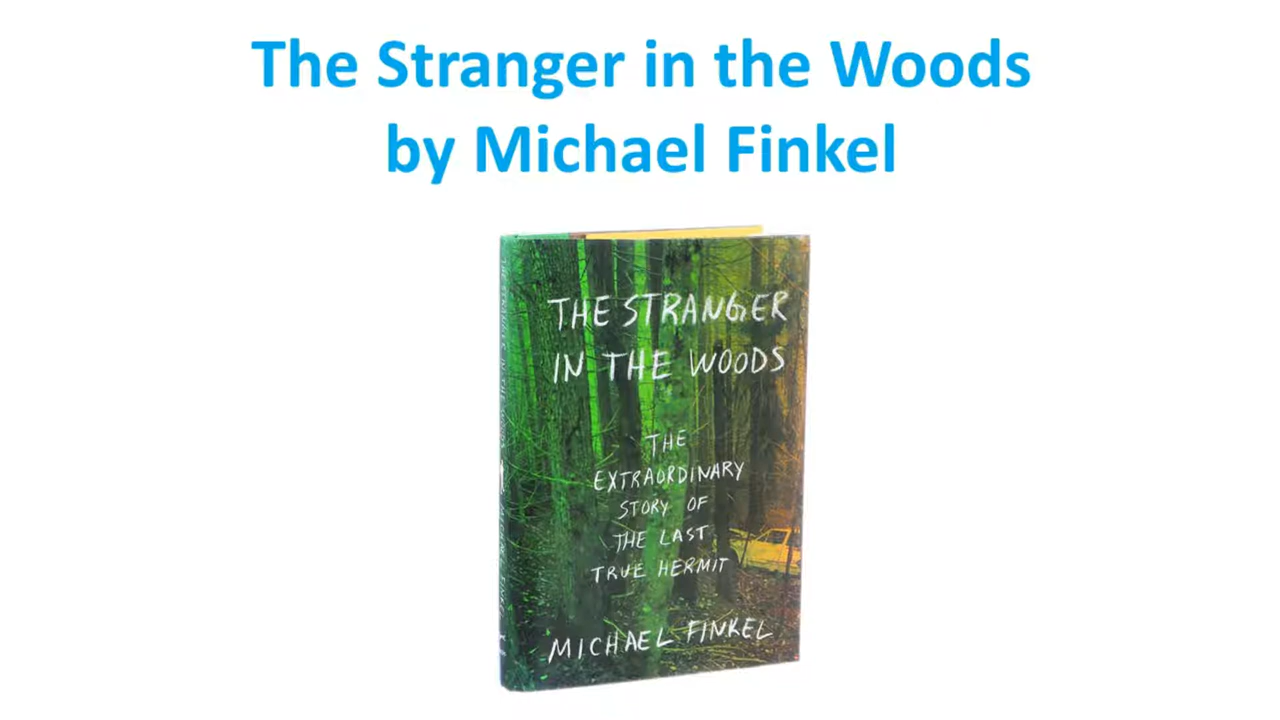 The Stranger in the Woods
by Michael Finkel
THE STRANGER
IN THE WOODS
THE
EXTRAORDINARY
STORY OF
THE LAST
TRUE HERMIT
MICHAEL FINKEL